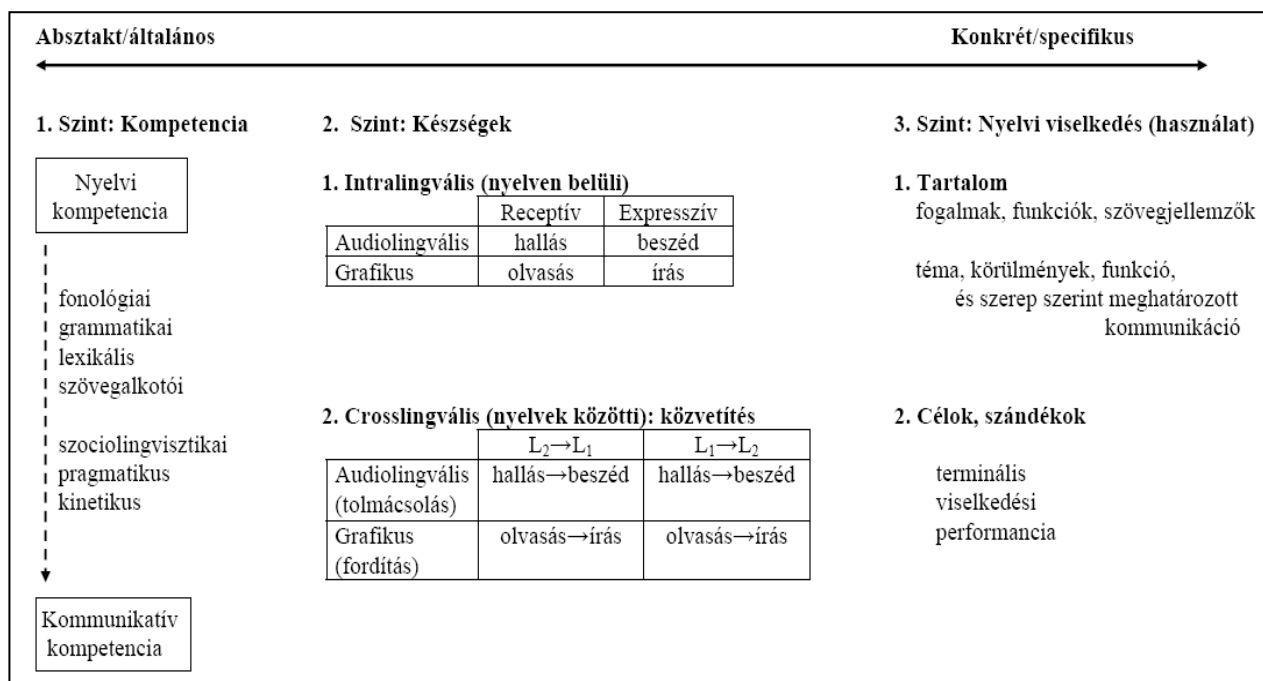 Absztakt/általános
Konkrét/specifikus
1. Szint: Kompetencia
Nyelvi
kompetencia
fonológiai
grammatikai
lexikális
szövegalkotói
szociolingvisztikai
pragmatikus
kinetikus
Kommunikatív
kompetencia
2. Szint: Készségek
1. Intralingvális (nyelven belüli)
Receptív Expresszív
Audiolingvális hallás beszéd
Grafikus olvasás írás
2. Crosslingvális (nyelvek közötti): közvetítés
L₂→L₁ L₁→L₂
Audiolingvális hallás→beszéd hallás→beszéd
(tolmácsolás)
Grafikus olvasás→írás olvasás→írás
(fordítás)
3. Szint: Nyelvi viselkedés (használat)
1. Tartalom
fogalmak, funkciók, szövegjellemzők
téma, körülmények, funkció,
és szerep szerint meghatározott
kommunikáció
2. Célok, szándékok
terminális
viselkedési
performancia